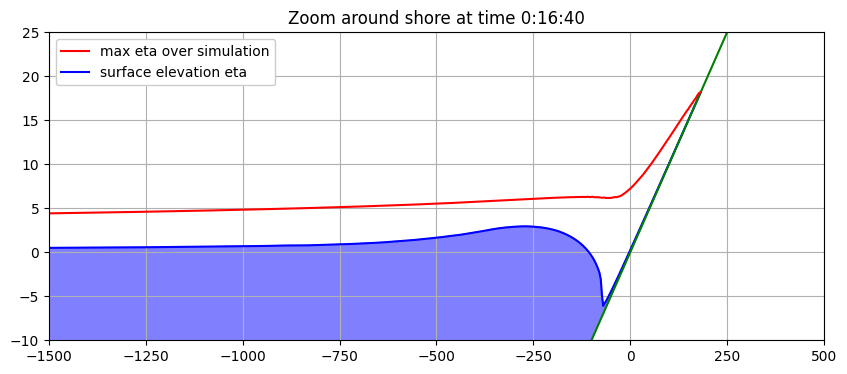 Zoom around shore at time 0:16:40
max eta over simulation
surface elevation eta
25
20
15
10
5
0
−5
−10
−1500 −1250 −1000 −750 −500 −250 0 250 500